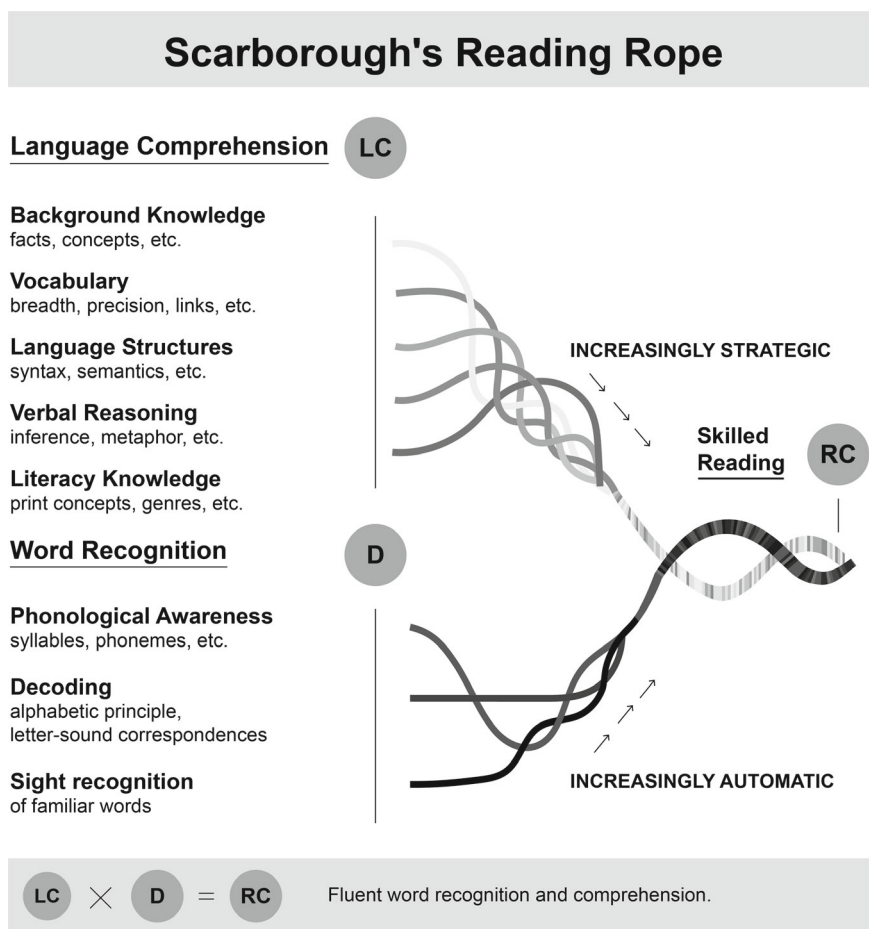 Scarborough's Reading Rope
Language Comprehension LC
Background Knowledge
facts, concepts, etc.
Vocabulary
breadth, precision, links, etc.
Language Structures
syntax, semantics, etc.
Verbal Reasoning
inference, metaphor, etc.
Literacy Knowledge
print concepts, genres, etc.
INCREASINGLY STRATEGIC
Skilled
Reading
RC
Word Recognition D
Phonological Awareness
syllables, phonemes, etc.
Decoding
alphabetic principle,
letter-sound correspondences
Sight recognition
of familiar words
INCREASINGLY AUTOMATIC
LC × D = RC Fluent word recognition and comprehension.